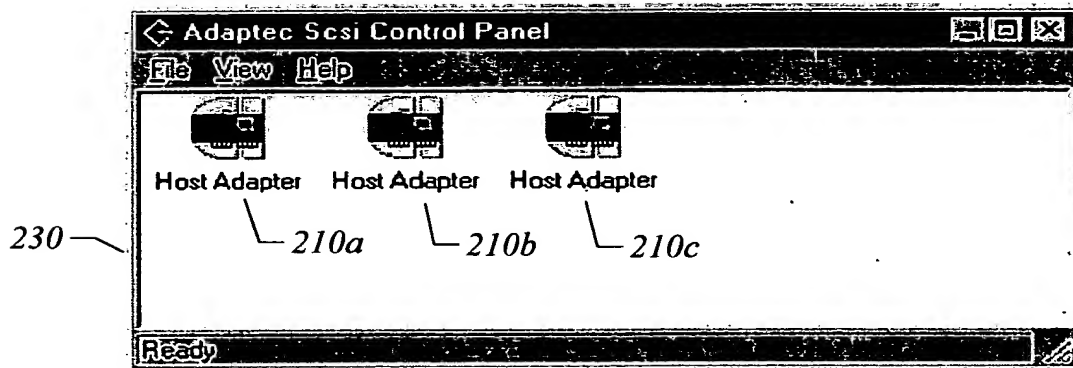 Adaptec Scsi Control Panel
File View Help
Host Adapter Host Adapter Host Adapter
230 210a 210b 210c
Ready